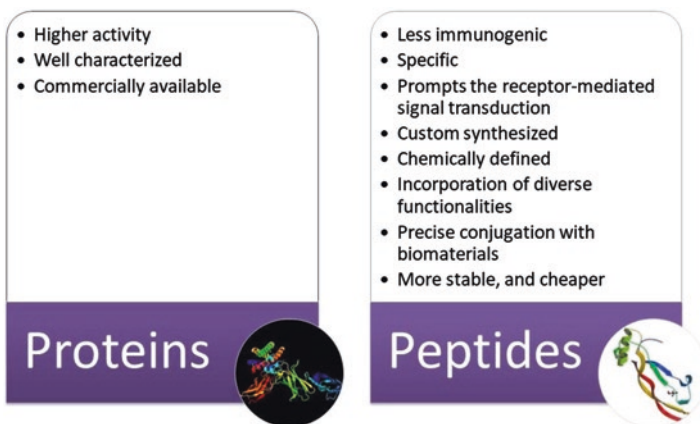 • Higher activity
• Well characterized
• Commercially available
Proteins
• Less immunogenic
• Specific
• Prompts the receptor-mediated
signal transduction
• Custom synthesized
• Chemically defined
• Incorporation of diverse
functionalities
• Precise conjugation with
biomaterials
• More stable, and cheaper
Peptides